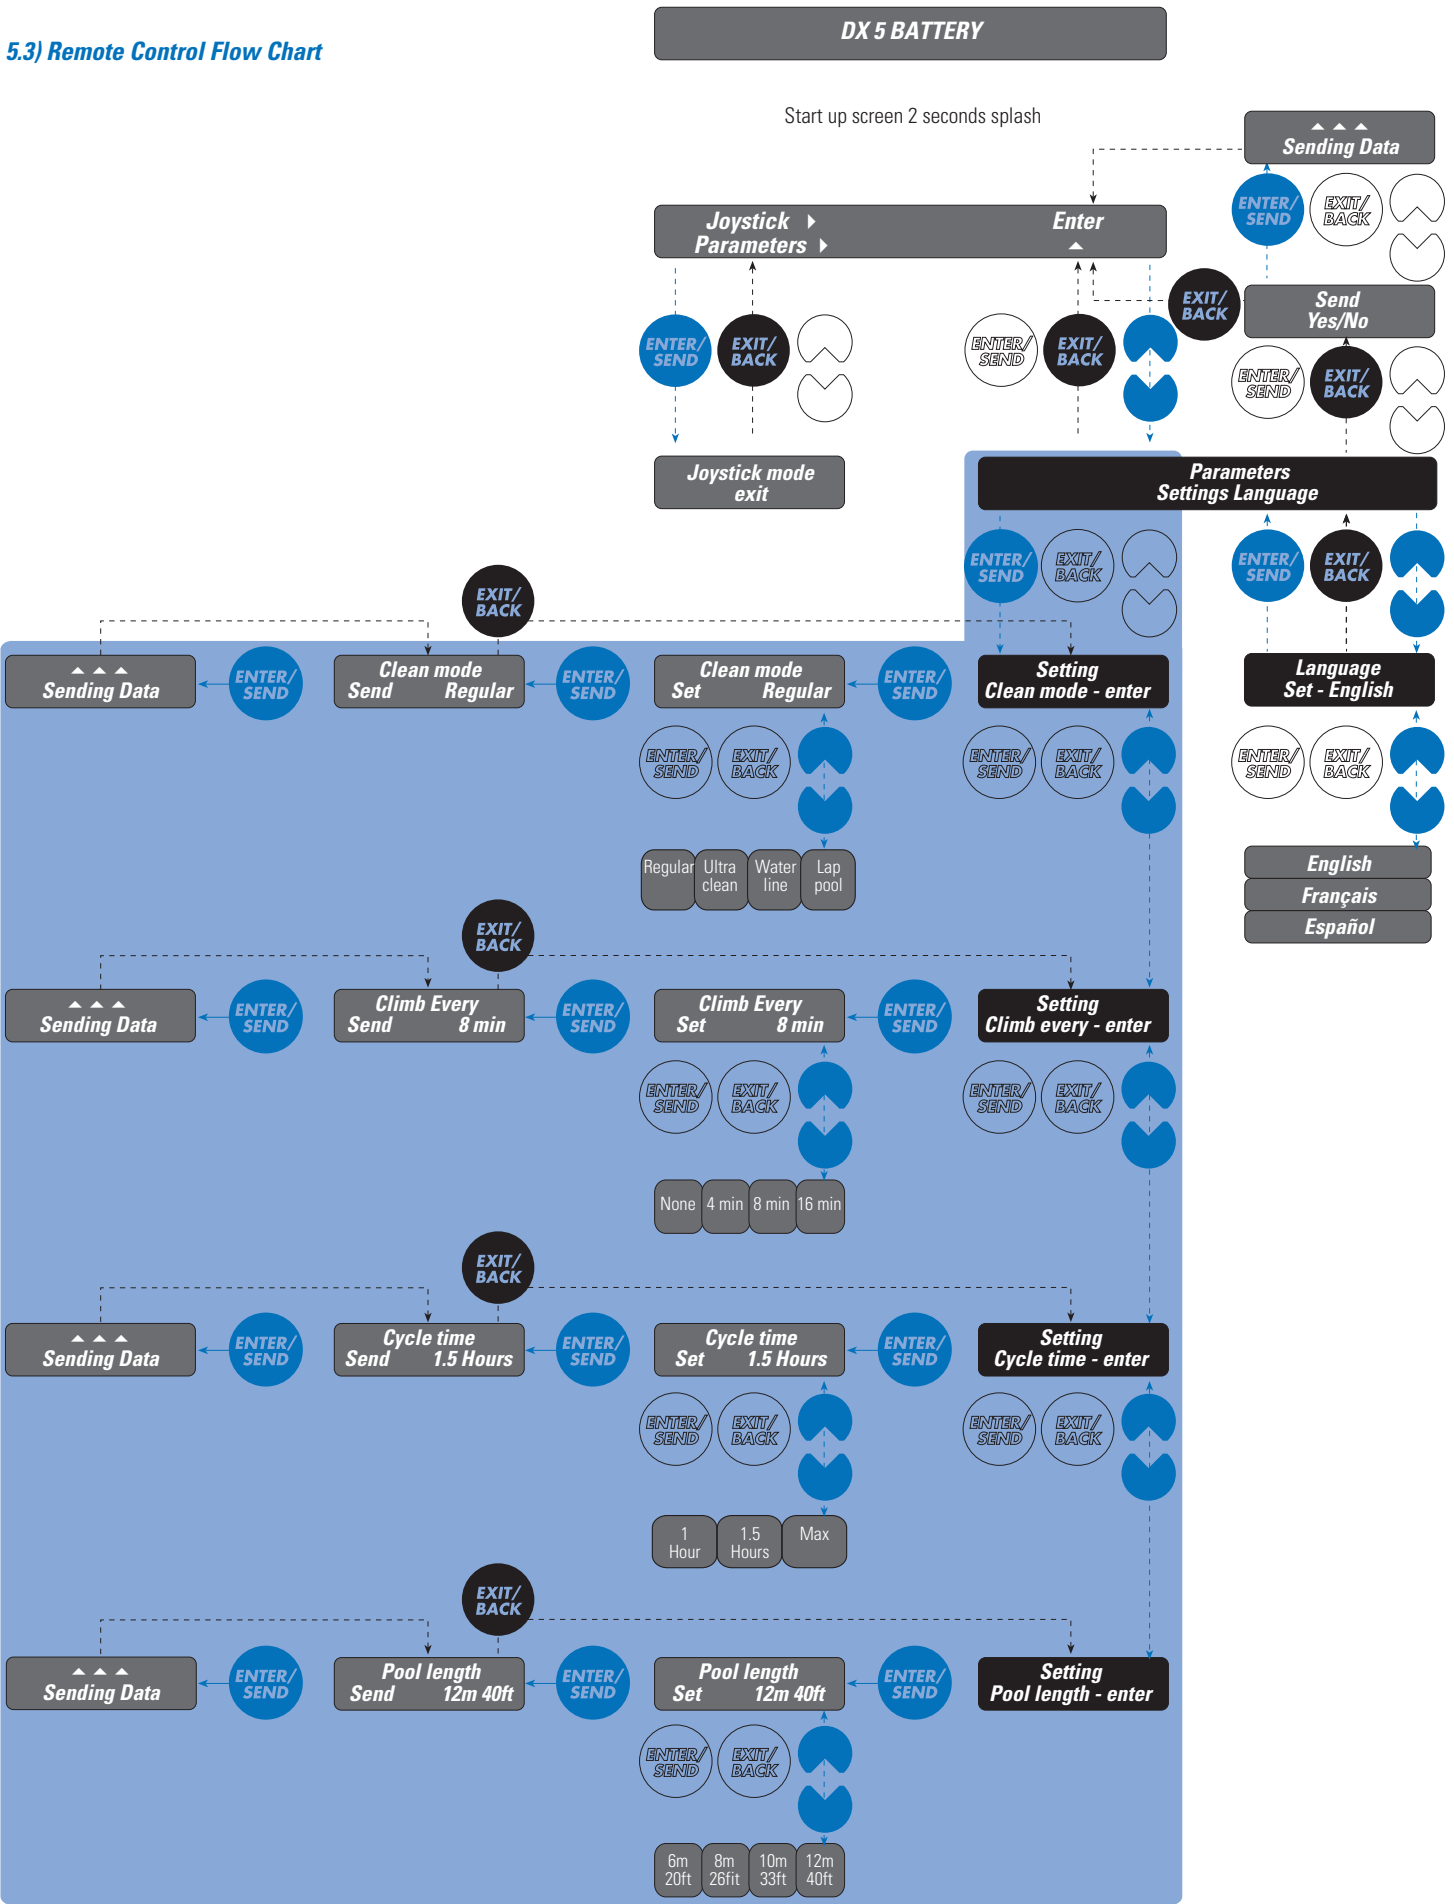 5.3) Remote Control Flow Chart
DX 5 BATTERY
Start up screen 2 seconds splash
Sending Data
ENTER/
SEND
EXIT/
BACK
Joystick Enter
Parameters
EXIT/
BACK
Send
Yes/No
ENTER/
SEND
EXIT/
BACK
ENTER/
SEND
EXIT/
BACK
ENTER/
SEND
EXIT/
BACK
Joystick mode
exit
Parameters
Settings Language
ENTER/
SEND
EXIT/
BACK
ENTER/
SEND
EXIT/
BACK
EXIT/
BACK
Sending Data
ENTER/
SEND
Clean mode
Send Regular
ENTER/
SEND
Clean mode
Set Regular
ENTER/
SEND
Setting
Clean mode - enter
Language
Set - English
ENTER/
SEND
EXIT/
BACK
ENTER/
SEND
EXIT/
BACK
ENTER/
SEND
EXIT/
BACK
Regular
Ultra
clean
Water
line
Lap
pool
English
Français
Español
EXIT/
BACK
Sending Data
ENTER/
SEND
Climb Every
Send 8 min
ENTER/
SEND
Climb Every
Set 8 min
ENTER/
SEND
Setting
Climb every - enter
ENTER/
SEND
EXIT/
BACK
ENTER/
SEND
EXIT/
BACK
None
4 min
8 min
16 min
EXIT/
BACK
Sending Data
ENTER/
SEND
Cycle time
Send 1.5 Hours
ENTER/
SEND
Cycle time
Set 1.5 Hours
ENTER/
SEND
Setting
Cycle time - enter
ENTER/
SEND
EXIT/
BACK
ENTER/
SEND
EXIT/
BACK
1
Hour
1.5
Hours
Max
EXIT/
BACK
Sending Data
ENTER/
SEND
Pool length
Send 12m 40ft
ENTER/
SEND
Pool length
Set 12m 40ft
ENTER/
SEND
Setting
Pool length - enter
ENTER/
SEND
EXIT/
BACK
6m
20ft
8m
26fit
10m
33ft
12m
40ft